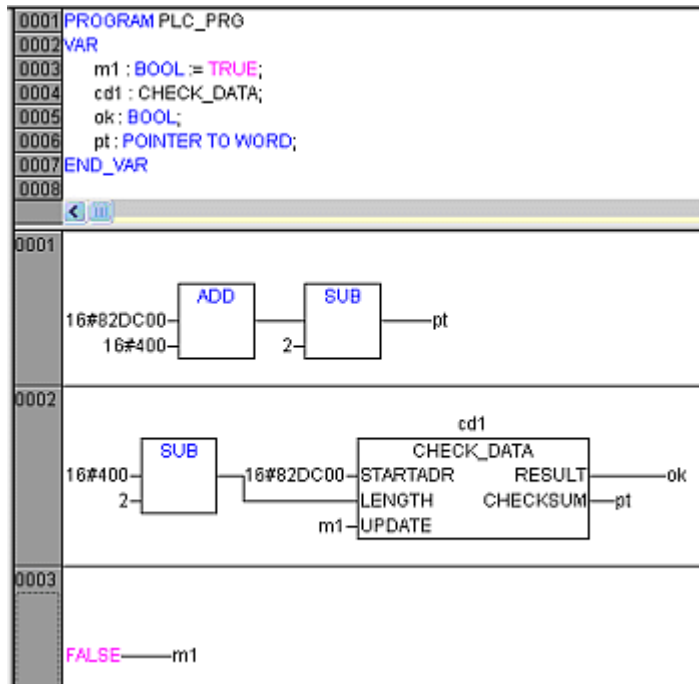 0001 PROGRAM PLC_PRG
0002 VAR
0003 m1 : BOOL := TRUE;
0004 cd1 : CHECK_DATA;
0005 ok : BOOL;
0006 pt : POINTER TO WORD;
0007 END_VAR
0008
0001
ADD SUB
16#82DC00 pt
16#400 2
0002
cd1
SUB CHECK_DATA
16#400 16#82DC00 STARTADR RESULT ok
2 LENGTH CHECKSUM pt
m1 UPDATE
0003
FALSE m1